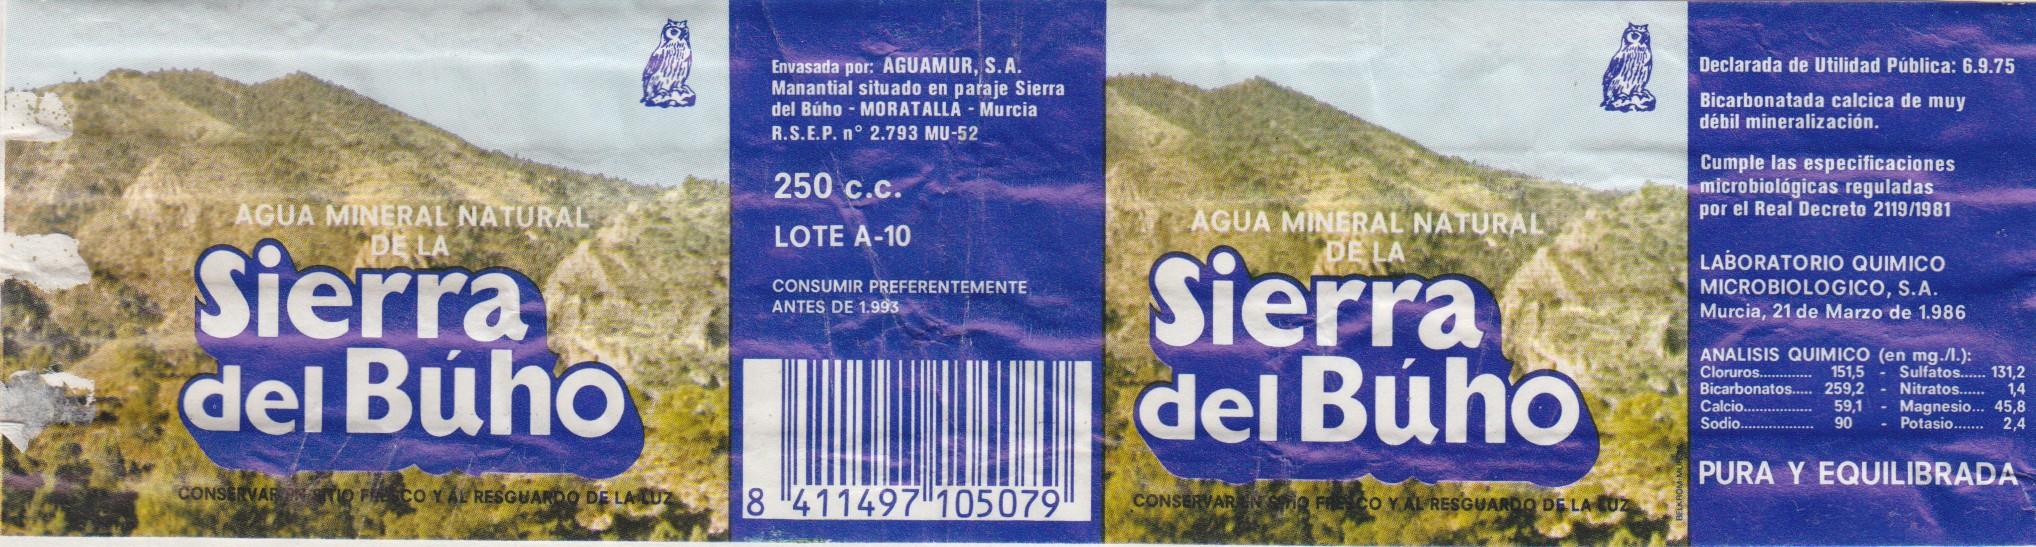 AGUA MINERAL NATURAL
DE LA
Sierra
del Búho
CONSERVAR EN SITIO FRESCO Y AL RESGUARDO DE LA LUZ
Envasada por: AGUAMUR, S.A.
Manantial situado en paraje Sierra
del Búho - MORATALLA - Murcia
R.S.E.P. n° 2.793 MU-52
250 c.c.
LOTE A-10
CONSUMIR PREFERENTEMENTE
ANTES DE 1.993
8 411497 105079
AGUA MINERAL NATURAL
DE LA
Sierra
del Búho
CONSERVAR EN SITIO FRESCO Y AL RESGUARDO DE LA LUZ
Declarada de Utilidad Pública: 6.9.75
Bicarbonatada calcica de muy
débil mineralización.
Cumple las especificaciones
microbiológicas reguladas
por el Real Decreto 2119/1981
LABORATORIO QUIMICO
MICROBIOLOGICO, S.A.
Murcia, 21 de Marzo de 1.986
ANALISIS QUIMICO (en mg./l.):
Cloruros............. 151,5 - Sulfatos...... 131,2
Bicarbonatos..... 259,2 - Nitratos...... 1,4
Calcio................. 59,1 - Magnesio... 45,8
Sodio.................. 90 - Potasio....... 2,4
PURA Y EQUILIBRADA